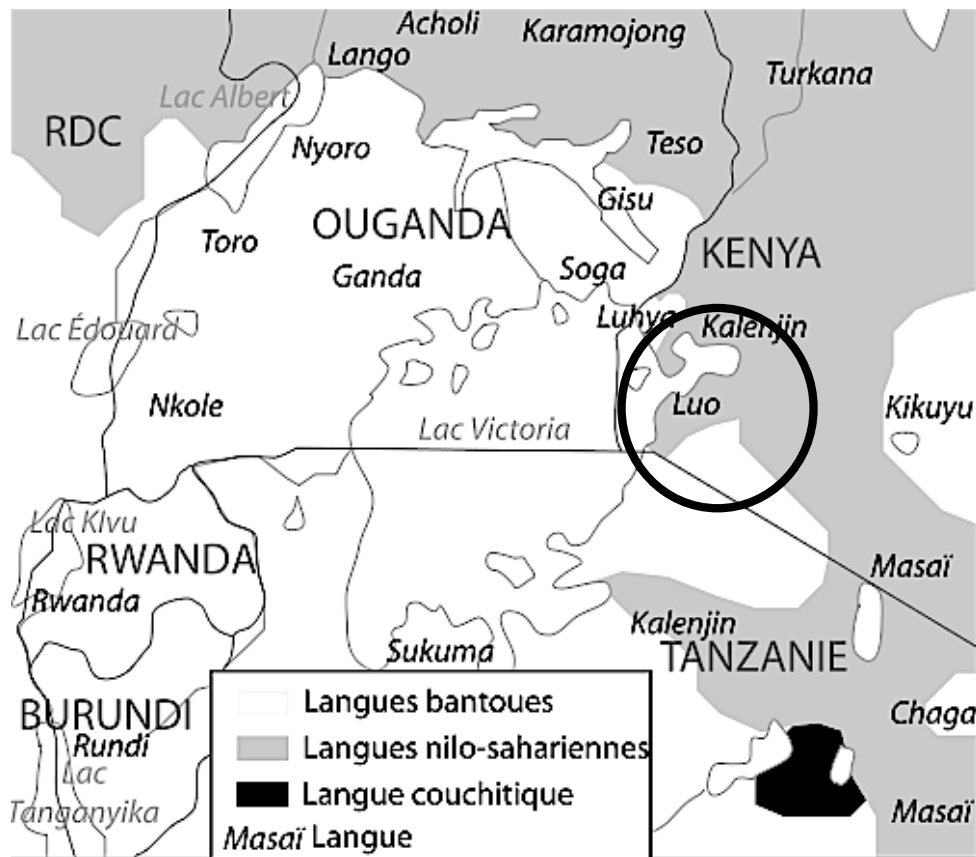 Acholi
Karamojong
Lango
Turkana
Lac Albert
RDC
Teso
Nyoro
Gisu
OUGANDA
Toro
KENYA
Ganda
Soga
Luhya
Kalenjin
Lac Édouard
Nkole
Luo
Kikuyu
Lac Victoria
Lac KIvu
RWANDA
Rwanda
Masaï
Kalenjin
Sukuma
TANZANIE
BURUNDI
Rundi
Chaga
Lac
Tanganyika
Masaï
Langues bantoues
Langues nilo-sahariennes
Langue couchitique
Masaï Langue